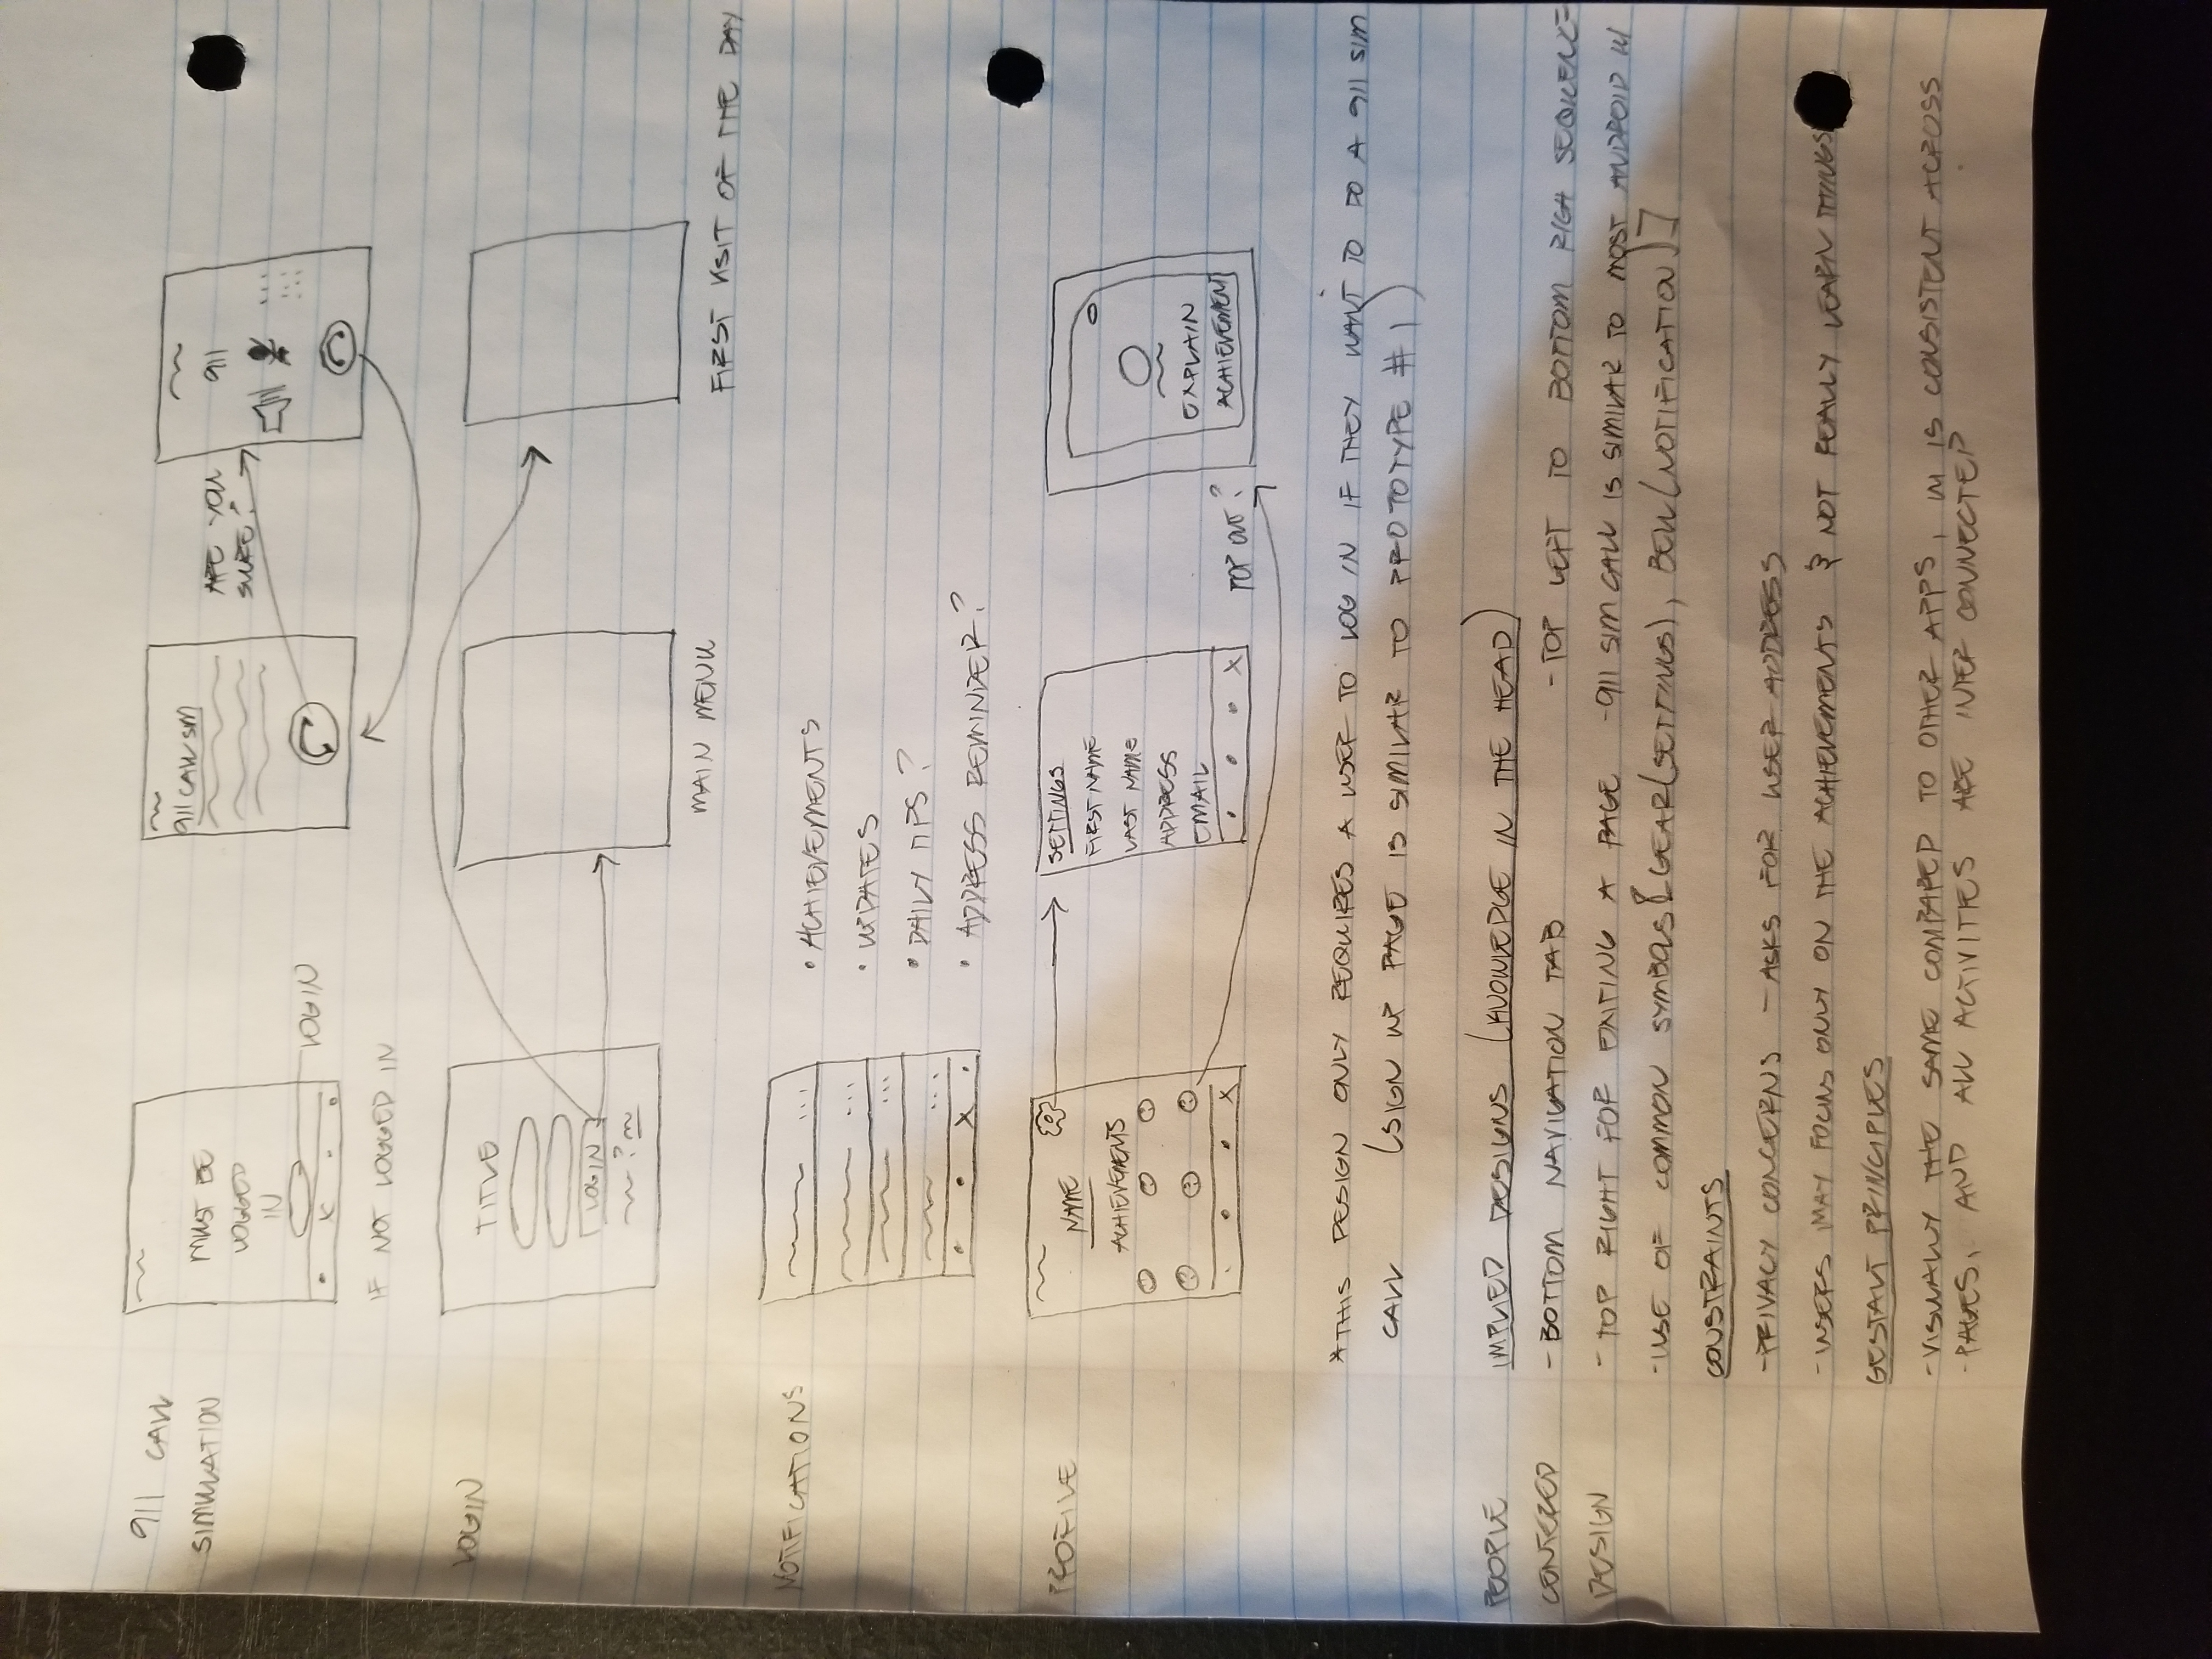 911 CALL
SIMULATION
MUST BE
LOGGED
IN
LOGIN
IF NOT LOGGED IN
911 CALL SIM
ARE YOU
SURE?
911
LOGIN
TITLE
LOGIN
?
MAIN MENU
FIRST VISIT OF THE DAY
NOTIFICATIONS
• ACHIEVEMENTS
• UPDATES
• DAILY TIPS?
• ADDRESS REMINDER?
PROFILE
NAME
ACHIEVEMENTS
SETTINGS
FIRST NAME
LAST NAME
ADDRESS
EMAIL
POP OUT?
EXPLAIN
ACHIEVEMENT
*THIS DESIGN ONLY REQUIRES A USER TO LOG IN IF THEY WANT TO DO A 911 SIM
CALL (SIGN UP PAGE IS SIMILAR TO PROTOTYPE #1)
PEOPLE
CENTERED
DESIGN
IMPLIED DESIGNS (KNOWLEDGE IN THE HEAD)
-BOTTOM NAVIGATION TAB -TOP LEFT TO BOTTOM RIGH SEQUENCE
-TOP RIGHT FOR EXITING A PAGE -911 SIM CALL IS SIMILAR TO MOST ANDROID UI
-USE OF COMMON SYMBOLS [GEAR(SETTINGS), BELL(NOTIFICATION)]
CONSTRAINTS
-PRIVACY CONCERNS - ASKS FOR USER ADDRESS
-USERS MAY FOCUS ONLY ON THE ACHIEVEMENTS & NOT REALLY LEARN THINGS
GESTALT PRINCIPLES
-VISUALLY THE SAME COMPARED TO OTHER APPS, UI IS CONSISTENT ACROSS
-PAGES, AND ALL ACTIVITIES ARE INTER CONNECTED